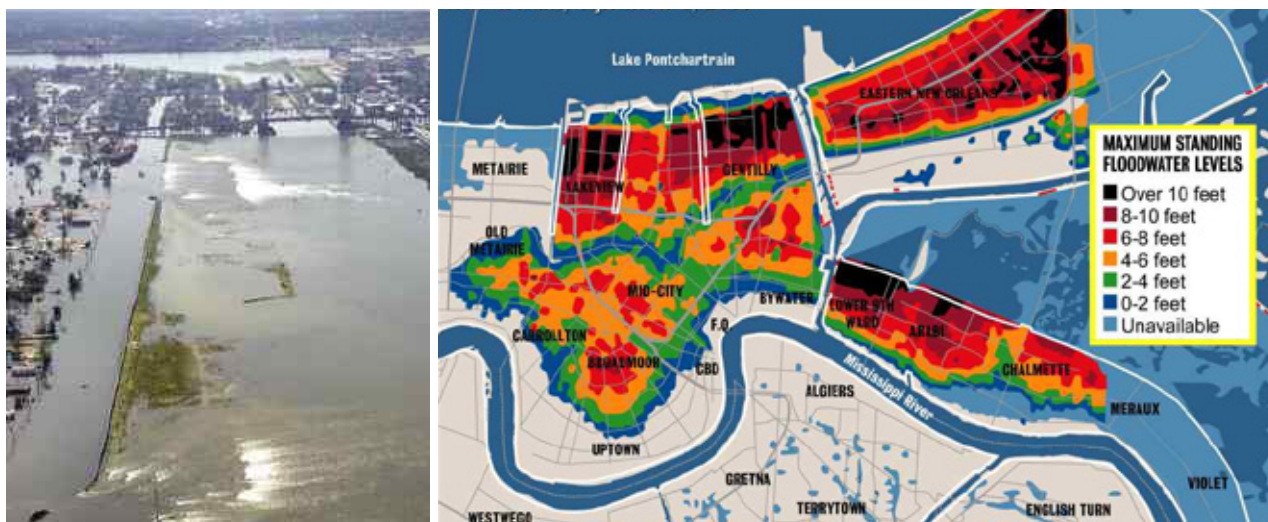 Lake Pontchartrain
EASTERN NEW ORLEANS
MAXIMUM STANDING
FLOODWATER LEVELS
Over 10 feet
8-10 feet
6-8 feet
4-6 feet
2-4 feet
0-2 feet
Unavailable
METAIRIE
LAKEVIEW
GENTILLY
OLD
METAIRIE
MID-CITY
BYWATER
LOWER 9TH
WARD
ARABI
CARROLLTON
F.Q.
BROADMOOR
CBD
CHALMETTE
Mississippi River
ALGIERS
MERAUX
UPTOWN
GRETNA
VIOLET
TERRYTOWN
ENGLISH TURN
WESTWEGO